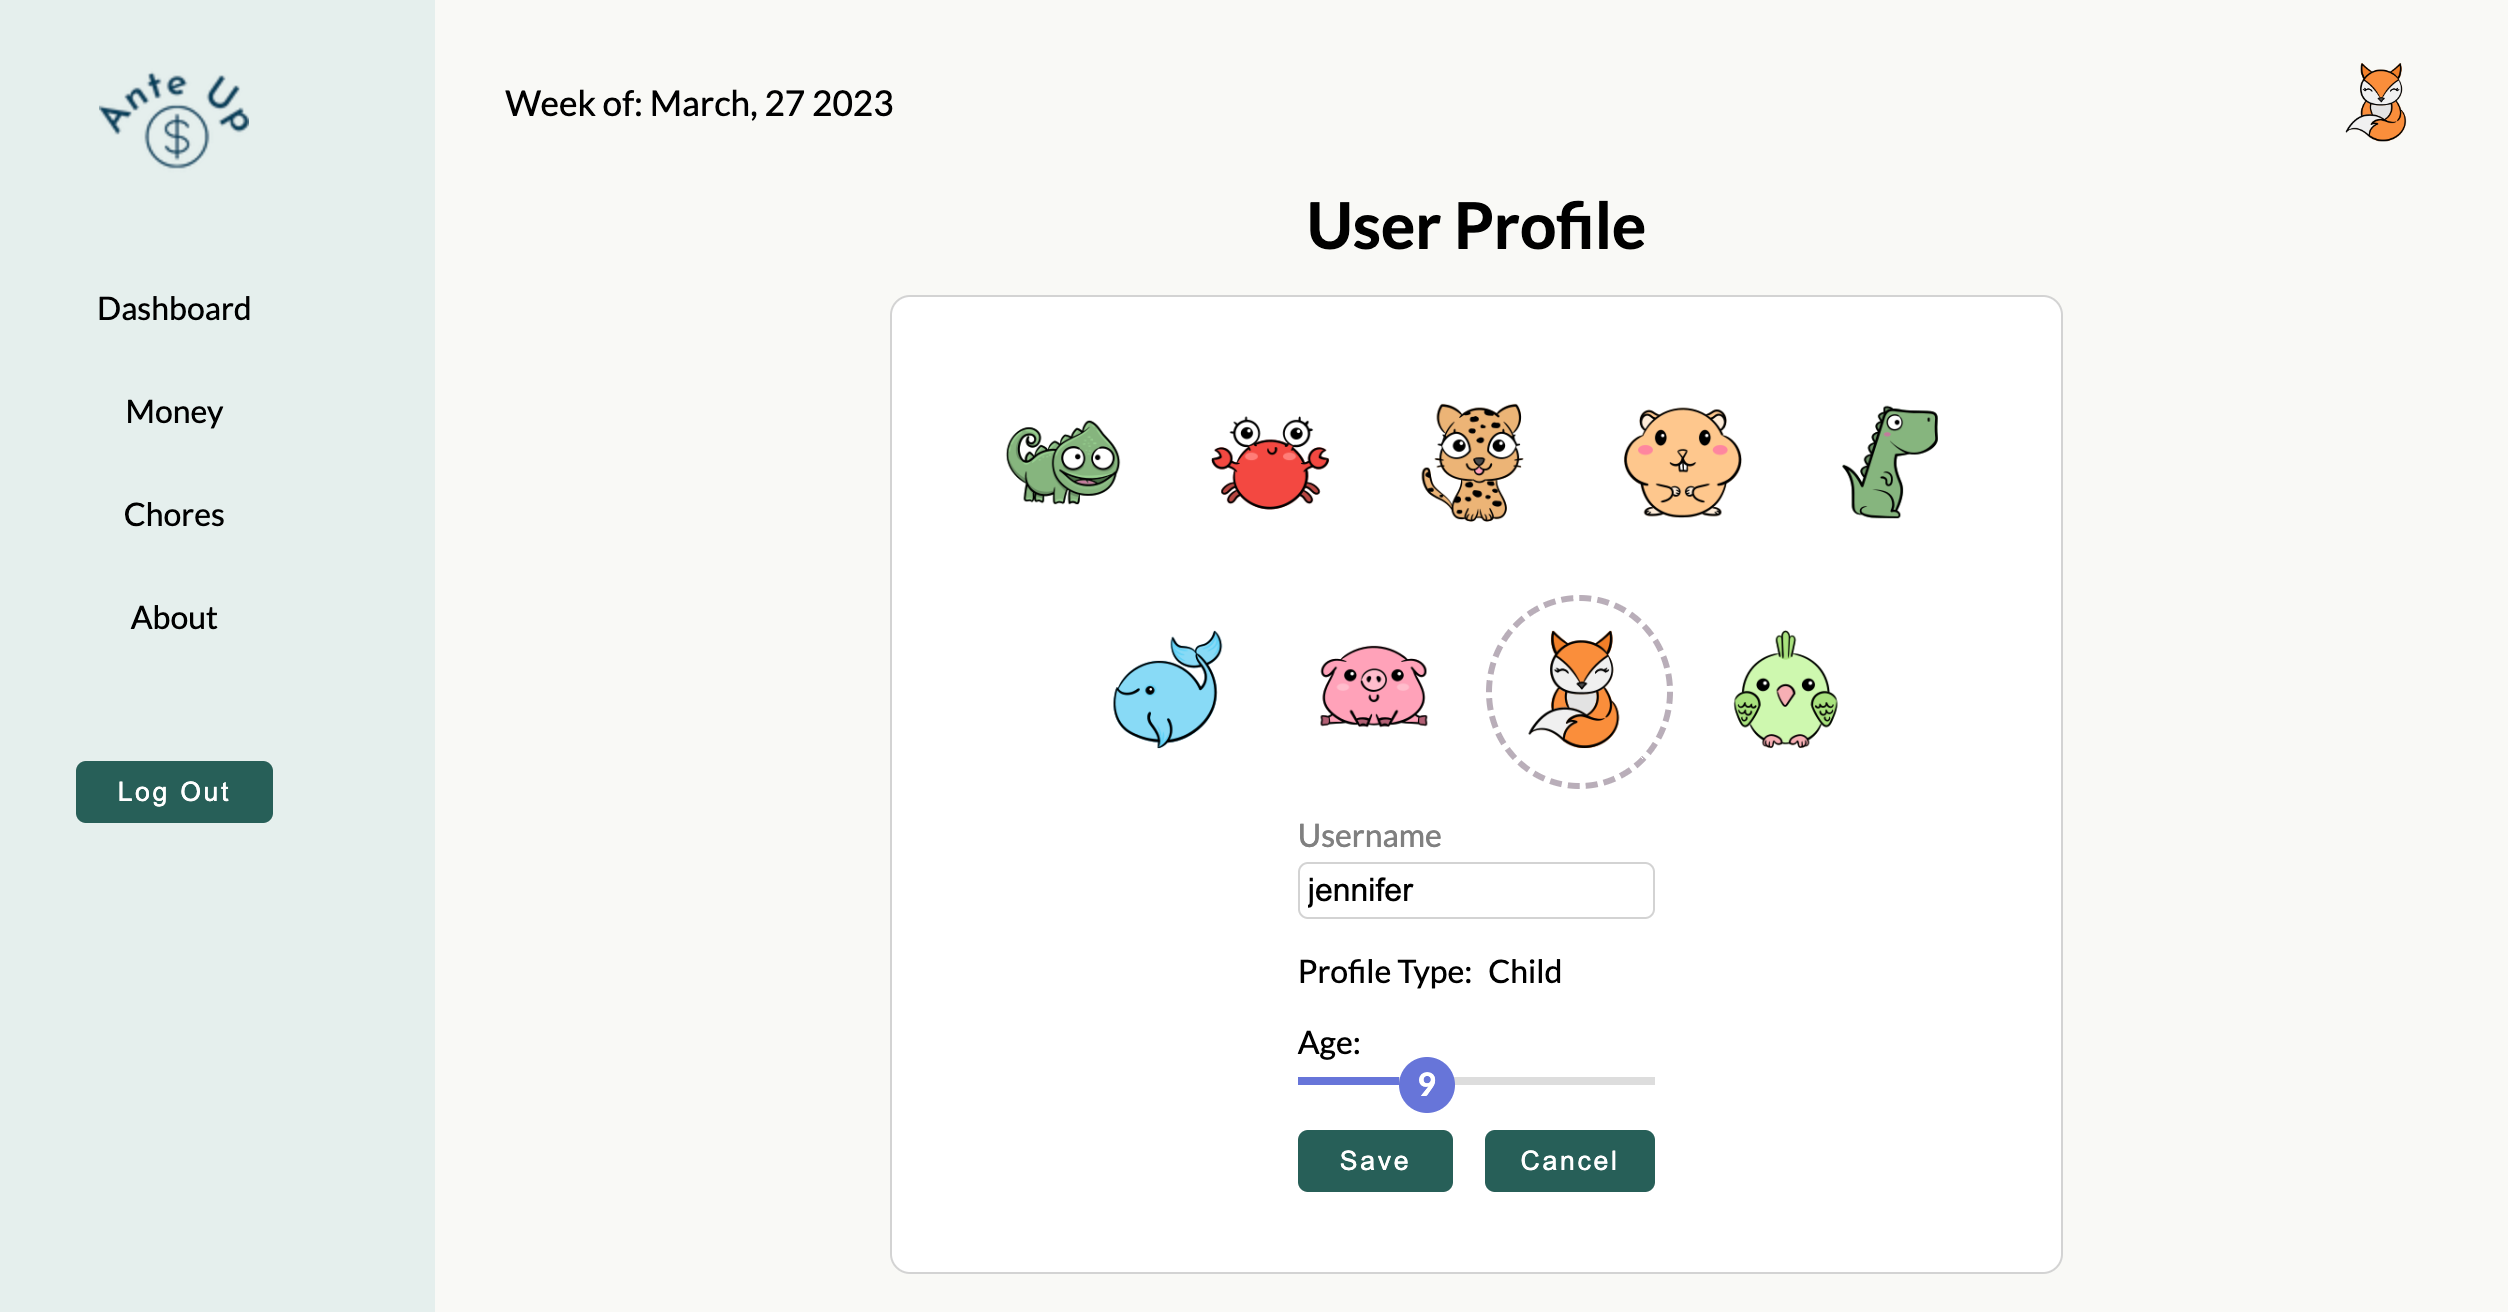 Ante Up
$
Dashboard
Money
Chores
About
Log Out
Week of: March, 27 2023
User Profile
Username
jennifer
Profile Type: Child
Age:
9
Save Cancel